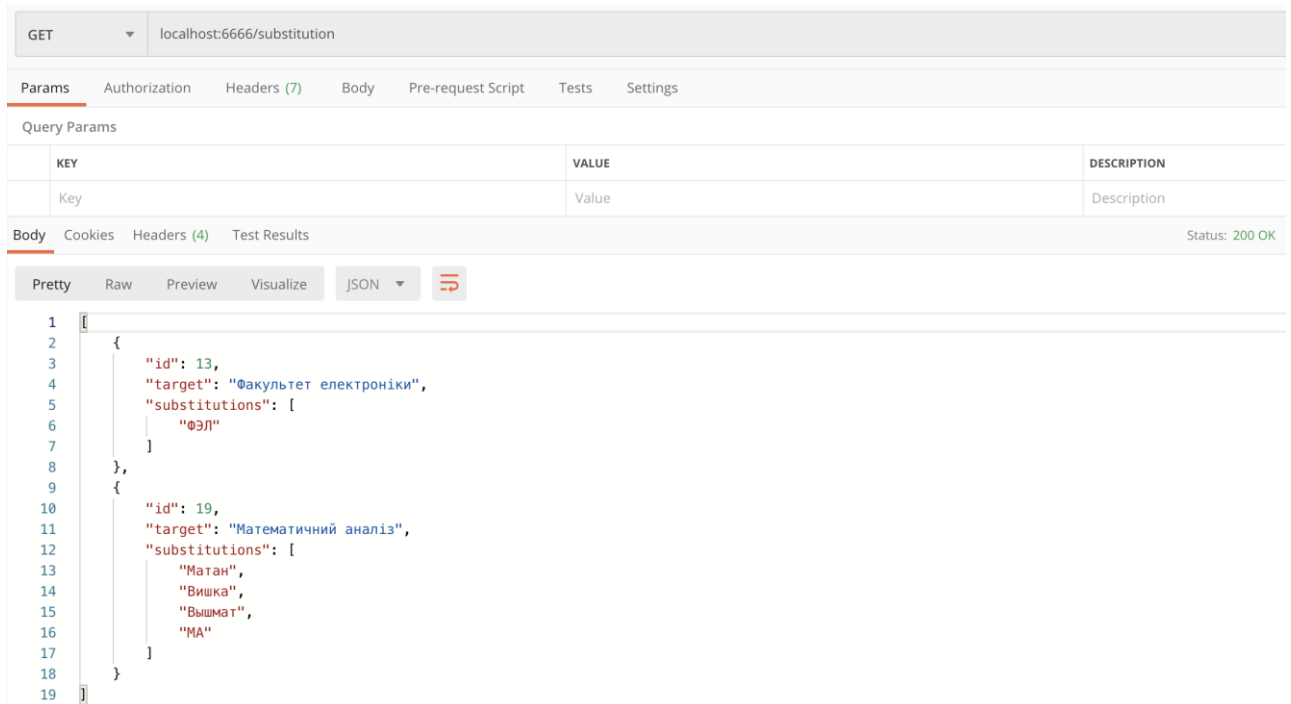 GET localhost:6666/substitution
Params Authorization Headers (7) Body Pre-request Script Tests Settings
Query Params
KEY VALUE DESCRIPTION
Key Value Description
Body Cookies Headers (4) Test Results Status: 200 OK
Pretty Raw Preview Visualize JSON
1 [
2 {
3 "id": 13,
4 "target": "Факультет електроніки",
5 "substitutions": [
6 "ФЭЛ"
7 ]
8 },
9 {
10 "id": 19,
11 "target": "Математичний аналіз",
12 "substitutions": [
13 "Матан",
14 "Вишка",
15 "Вышмат",
16 "МА"
17 ]
18 }
19 ]